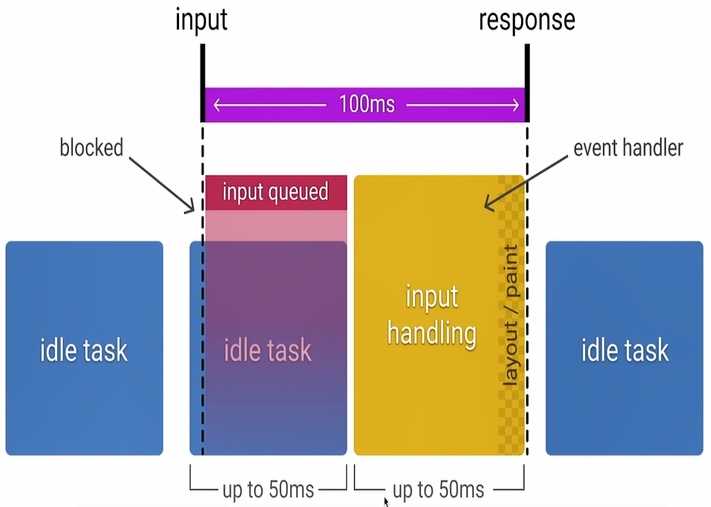 input
response
100ms
blocked
event handler
input queued
idle task
idle task
input
handling
layout / paint
idle task
up to 50ms
up to 50ms